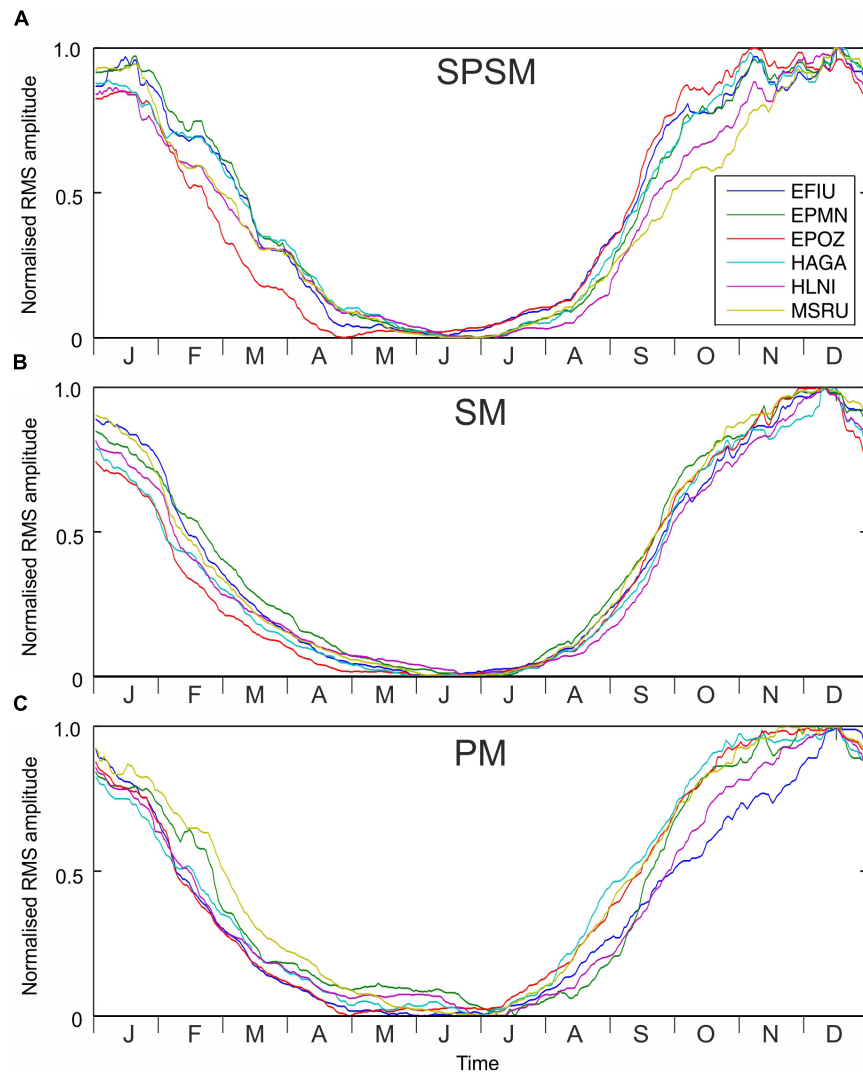 A
SPSM
Normalised RMS amplitude
1.0
0.5
0
EFIU
EPMN
EPOZ
HAGA
HLNI
MSRU
J F M A M J J A S O N D
B
SM
Normalised RMS amplitude
1.0
0.5
0
J F M A M J J A S O N D
C
PM
Normalised RMS amplitude
1.0
0.5
0
J F M A M J J A S O N D
Time